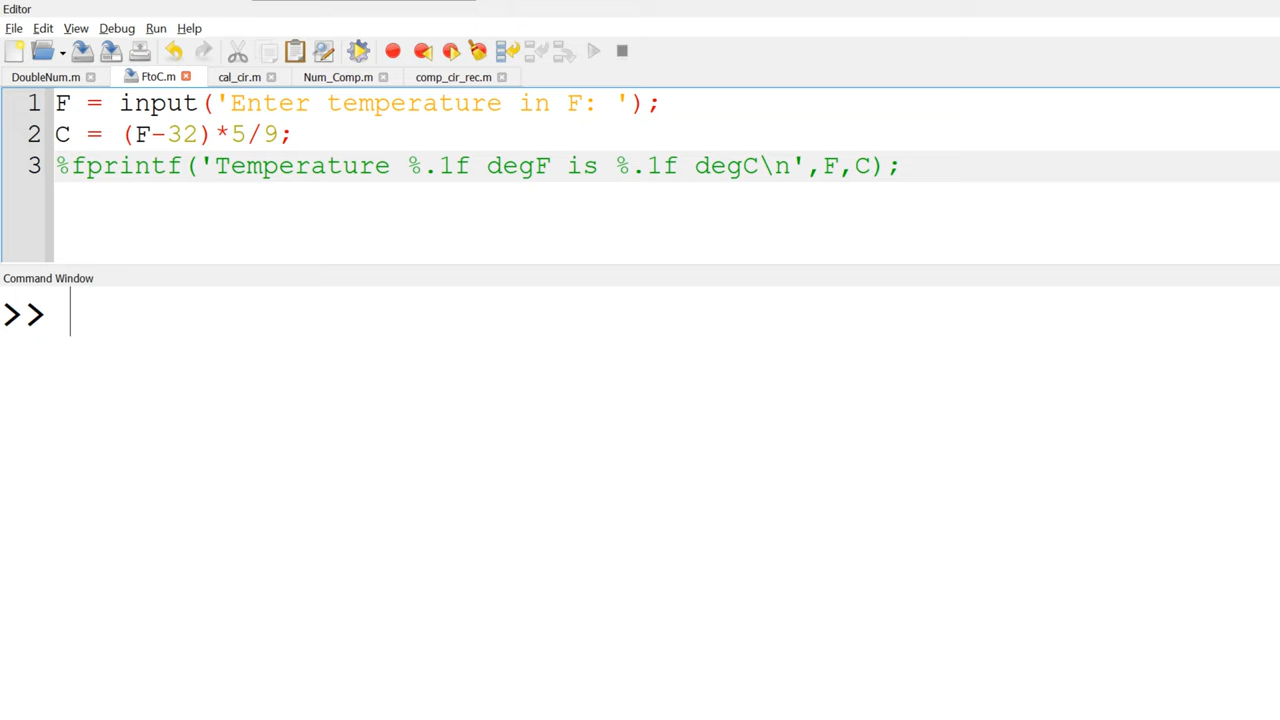 Editor
File Edit View Debug Run Help
DoubleNum.m FtoC.m cal_cir.m Num_Comp.m comp_cir_rec.m
1 F = input('Enter temperature in F: ');
2 C = (F-32)*5/9;
3 %fprintf('Temperature %.1f degF is %.1f degC\n',F,C);
Command Window
>>